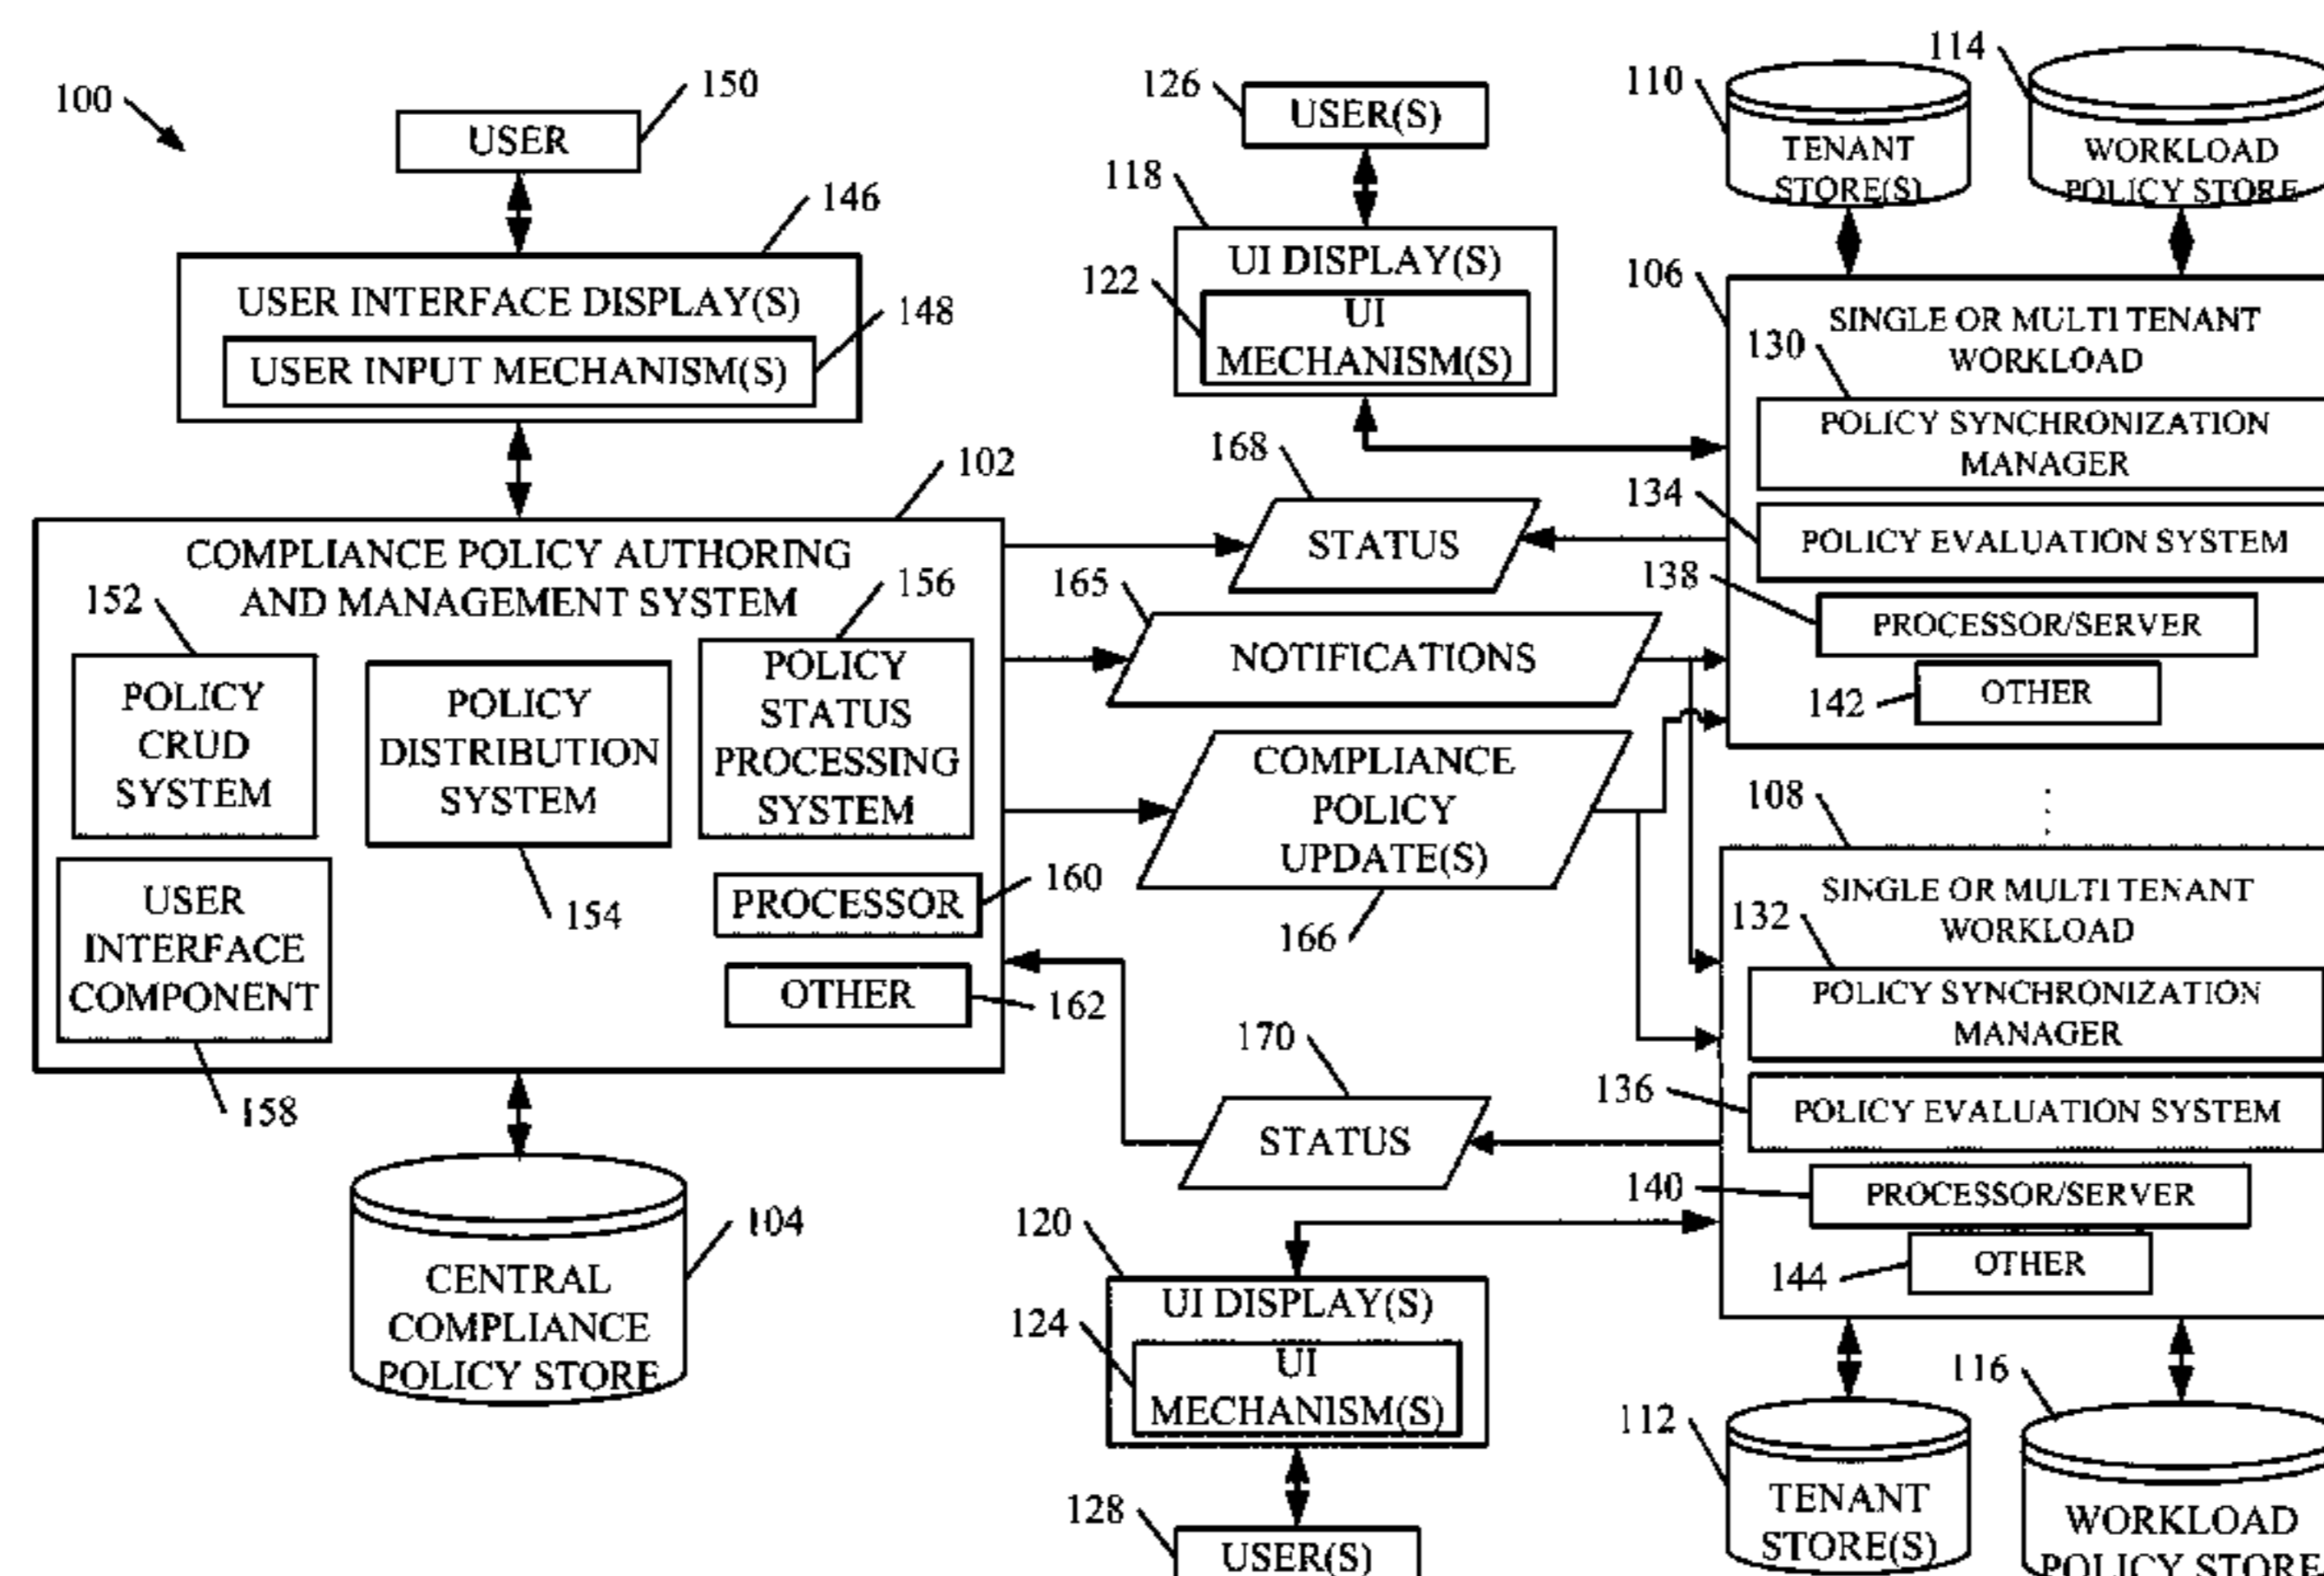 100
150
USER
146
USER INTERFACE DISPLAY(S)
148
USER INPUT MECHANISM(S)
102
COMPLIANCE POLICY AUTHORING
AND MANAGEMENT SYSTEM
152
156
POLICY
CRUD
SYSTEM
POLICY
DISTRIBUTION
SYSTEM
POLICY
STATUS
PROCESSING
SYSTEM
USER
INTERFACE
COMPONENT
154
PROCESSOR
160
OTHER
162
158
104
CENTRAL
COMPLIANCE
POLICY STORE
126
USER(S)
118
UI DISPLAY(S)
122
UI
MECHANISM(S)
168
STATUS
165
NOTIFICATIONS
COMPLIANCE
POLICY
UPDATE(S)
166
170
STATUS
120
UI DISPLAY(S)
124
UI
MECHANISM(S)
128
USER(S)
110
TENANT
STORE(S)
114
WORKLOAD
POLICY STORE
106
SINGLE OR MULTI TENANT
WORKLOAD
130
POLICY SYNCHRONIZATION
MANAGER
134
POLICY EVALUATION SYSTEM
138
PROCESSOR/SERVER
142
OTHER
108
SINGLE OR MULTI TENANT
WORKLOAD
132
POLICY SYNCHRONIZATION
MANAGER
136
POLICY EVALUATION SYSTEM
140
PROCESSOR/SERVER
144
OTHER
112
TENANT
STORE(S)
116
WORKLOAD
POLICY STORE